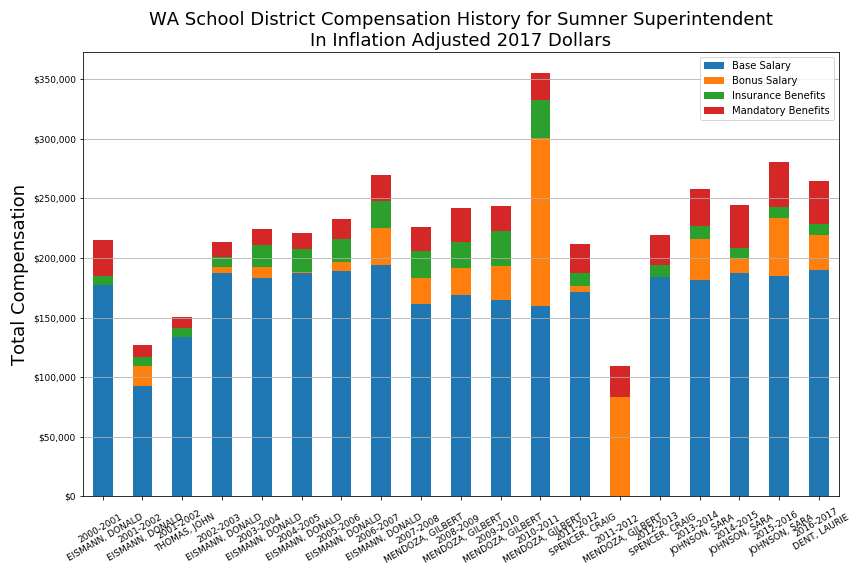 WA School District Compensation History for Sumner Superintendent
In Inflation Adjusted 2017 Dollars
Total Compensation
$350,000
$300,000
$250,000
$200,000
$150,000
$100,000
$50,000
$0
Base Salary
Bonus Salary
Insurance Benefits
Mandatory Benefits
2000-2001
EISMANN, DONALD
2001-2002
EISMANN, DONALD
2001-2002
THOMAS, JOHN
2002-2003
EISMANN, DONALD
2003-2004
EISMANN, DONALD
2004-2005
EISMANN, DONALD
2005-2006
EISMANN, DONALD
2006-2007
EISMANN, DONALD
2007-2008
MENDOZA, GILBERT
2008-2009
MENDOZA, GILBERT
2009-2010
MENDOZA, GILBERT
2010-2011
MENDOZA, GILBERT
2011-2012
SPENCER, CRAIG
2011-2012
MENDOZA, GILBERT
2012-2013
SPENCER, CRAIG
2013-2014
JOHNSON, SARA
2014-2015
JOHNSON, SARA
2015-2016
JOHNSON, SARA
2016-2017
DENT, LAURIE